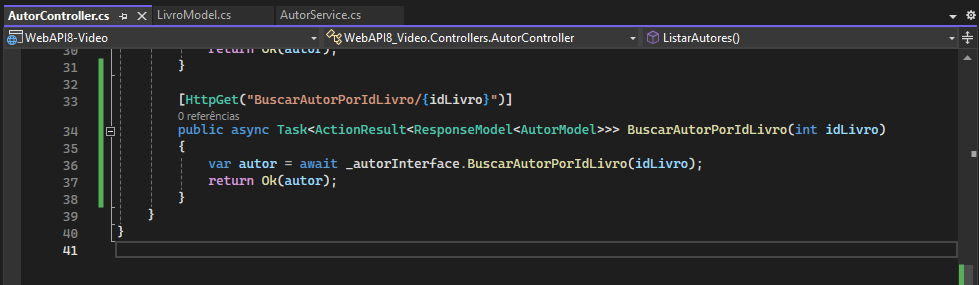 AutorController.cs LivroModel.cs AutorService.cs
WebAPI8-Video WebAPI8_Video.Controllers.AutorController ListarAutores()
30 return Ok(autor);
31 }
32
33 [HttpGet("BuscarAutorPorIdLivro/{idLivro}")]
0 referências
34 public async Task<ActionResult<ResponseModel<AutorModel>>> BuscarAutorPorIdLivro(int idLivro)
35 {
36 var autor = await _autorInterface.BuscarAutorPorIdLivro(idLivro);
37 return Ok(autor);
38 }
39 }
40 }
41